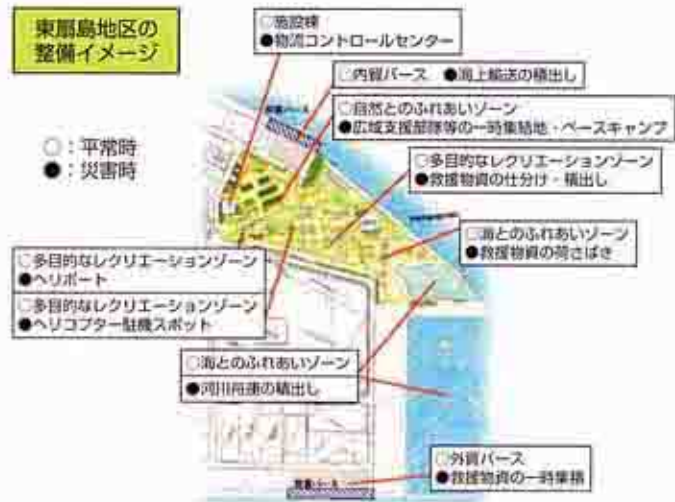 東扇島地区の
整備イメージ
○:平常時
●:災害時
○施設棟
●物流コントロールセンター
○内貿バース ●海上輸送の積出し
○自然とのふれあいゾーン
●広域支援部隊等の一時集結地・ベースキャンプ
○多目的なレクリエーションゾーン
●救援物資の仕分け・積出し
○海とのふれあいゾーン
●救援物資の荷さばき
○多目的なレクリエーションゾーン
●ヘリポート
○多目的なレクリエーションゾーン
●ヘリコプター駐機スポット
○海とのふれあいゾーン
●河川舟運の積出し
○外貿バース
●救援物資の一時集積